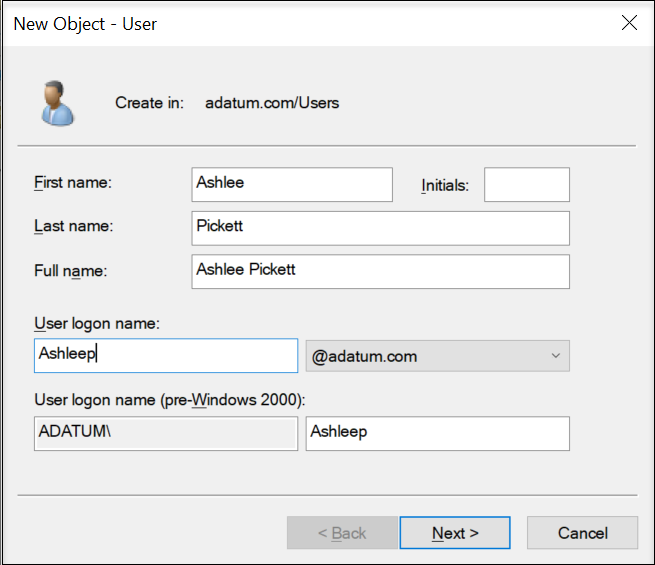 New Object - User
Create in: adatum.com/Users
First name: Ashlee Initials:
Last name: Pickett
Full name: Ashlee Pickett
User logon name:
Ashleep @adatum.com
User logon name (pre-Windows 2000):
ADATUM\ Ashleep
< Back Next > Cancel